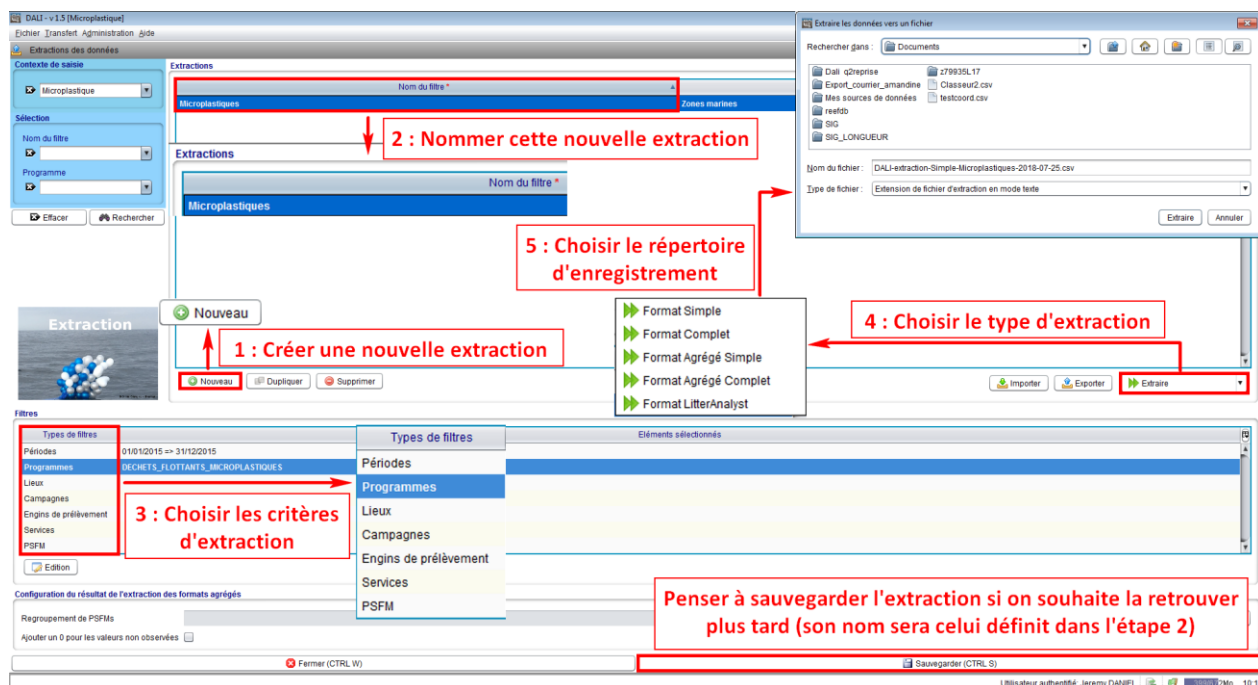 DALI - v 1.5 [Microplastique]
Fichier Transfert Administration Aide
Extractions des données
Contexte de saisie
Microplastique
Sélection
Nom du filtre
Programme
Effacer
Rechercher
Extractions
Nom du filtre *
Microplastiques
Zones marines
2 : Nommer cette nouvelle extraction
Extractions
Nom du filtre *
Microplastiques
Extraire les données vers un fichier
Rechercher dans :
Documents
Dali q2reprise
Export_courrier_amandine
Mes sources de données
reefdb
SIG
SIG_LONGUEUR
z79935L17
Classeur2.csv
testcoord.csv
Nom du fichier :
DALI-extraction-Simple-Microplastiques-2018-07-25.csv
Type de fichier :
Extension de fichier d'extraction en mode texte
Extraire
Annuler
5 : Choisir le répertoire
d'enregistrement
Extraction
Nouveau
1 : Créer une nouvelle extraction
Format Simple
Format Complet
Format Agrégé Simple
Format Agrégé Complet
Format LitterAnalyst
4 : Choisir le type d'extraction
Nouveau
Dupliquer
Supprimer
Importer
Exporter
Extraire
Filtres
Types de filtres
Eléments sélectionnés
Périodes
01/01/2015 => 31/12/2015
Programmes
DECHETS_FLOTTANTS_MICROPLASTIQUES
Lieux
Campagnes
Engins de prélèvement
Services
PSFM
3 : Choisir les critères
d'extraction
Types de filtres
Périodes
Programmes
Lieux
Campagnes
Engins de prélèvement
Services
PSFM
Edition
Configuration du résultat de l'extraction des formats agrégés
Regroupement de PSFMs
Ajouter un 0 pour les valeurs non observées
Penser à sauvegarder l'extraction si on souhaite la retrouver
plus tard (son nom sera celui définit dans l'étape 2)
Fermer (CTRL W)
Sauvegarder (CTRL S)
Utilisateur authentifié: Jeremy DANIEL